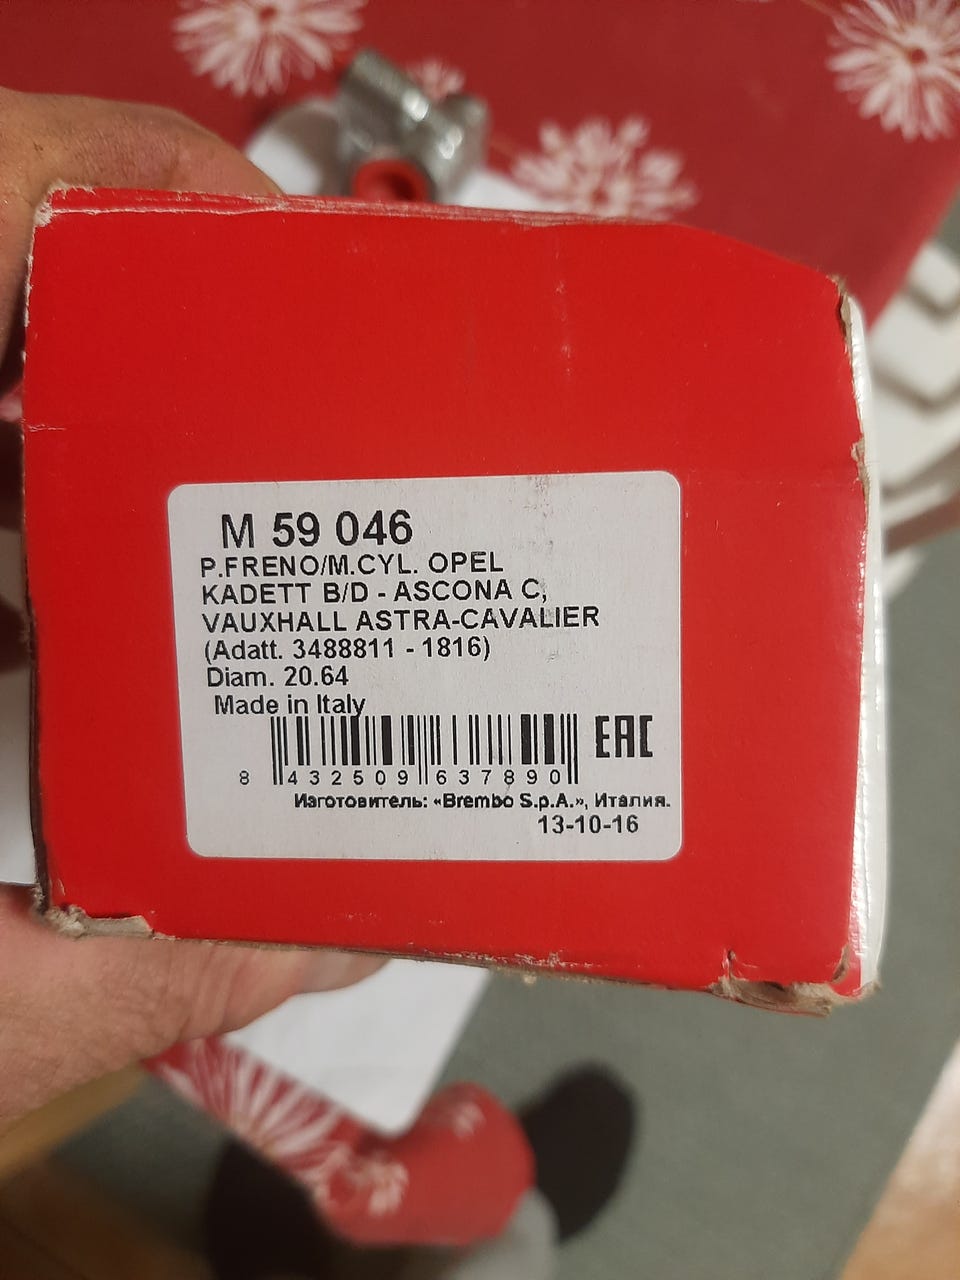 M 59 046
P.FRENO/M.CYL. OPEL
KADETT B/D - ASCONA C,
VAUXHALL ASTRA-CAVALIER
(Adatt. 3488811 - 1816)
Diam. 20.64
Made in Italy
EAC
8 432509 637890
Изготовитель: «Brembo S.p.A.», Италия.
13-10-16